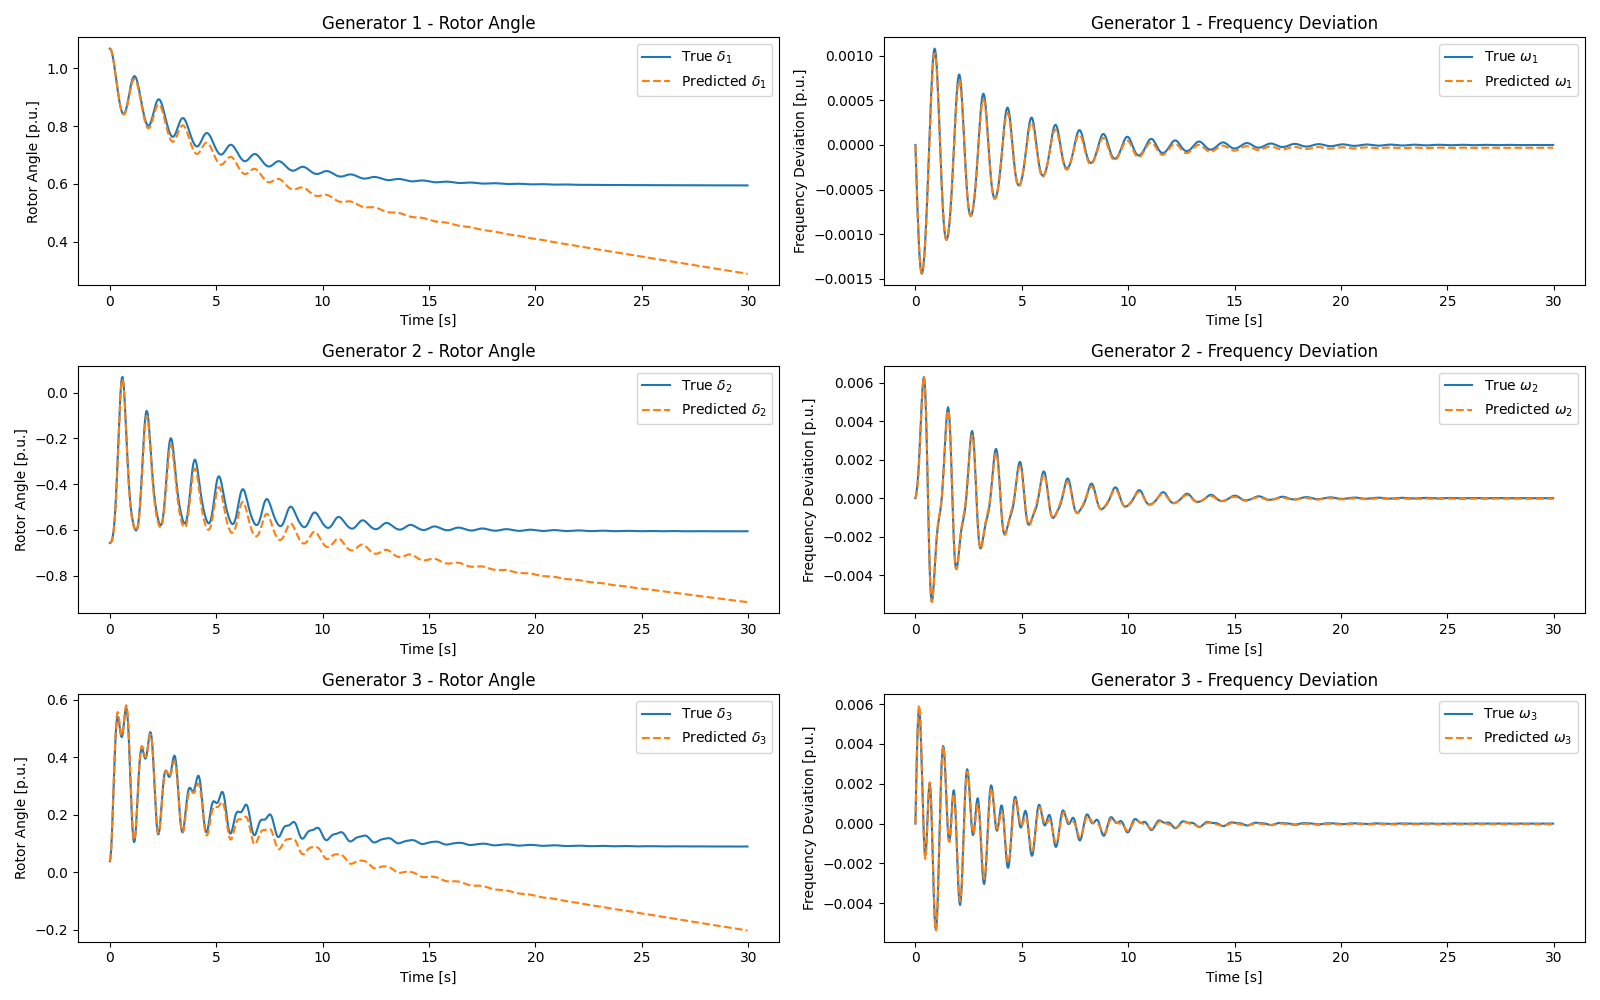 Generator 1 - Rotor Angle
Rotor Angle [p.u.]
1.0
0.8
0.6
0.4
True δ₁
Predicted δ₁
0 5 10 15 20 25 30
Time [s]
Generator 1 - Frequency Deviation
Frequency Deviation [p.u.]
0.0010
0.0005
0.0000
−0.0005
−0.0010
−0.0015
True ω₁
Predicted ω₁
0 5 10 15 20 25 30
Time [s]
Generator 2 - Rotor Angle
Rotor Angle [p.u.]
0.0
−0.2
−0.4
−0.6
−0.8
True δ₂
Predicted δ₂
0 5 10 15 20 25 30
Time [s]
Generator 2 - Frequency Deviation
Frequency Deviation [p.u.]
0.006
0.004
0.002
0.000
−0.002
−0.004
True ω₂
Predicted ω₂
0 5 10 15 20 25 30
Time [s]
Generator 3 - Rotor Angle
Rotor Angle [p.u.]
0.6
0.4
0.2
0.0
−0.2
True δ₃
Predicted δ₃
0 5 10 15 20 25 30
Time [s]
Generator 3 - Frequency Deviation
Frequency Deviation [p.u.]
0.006
0.004
0.002
0.000
−0.002
−0.004
True ω₃
Predicted ω₃
0 5 10 15 20 25 30
Time [s]